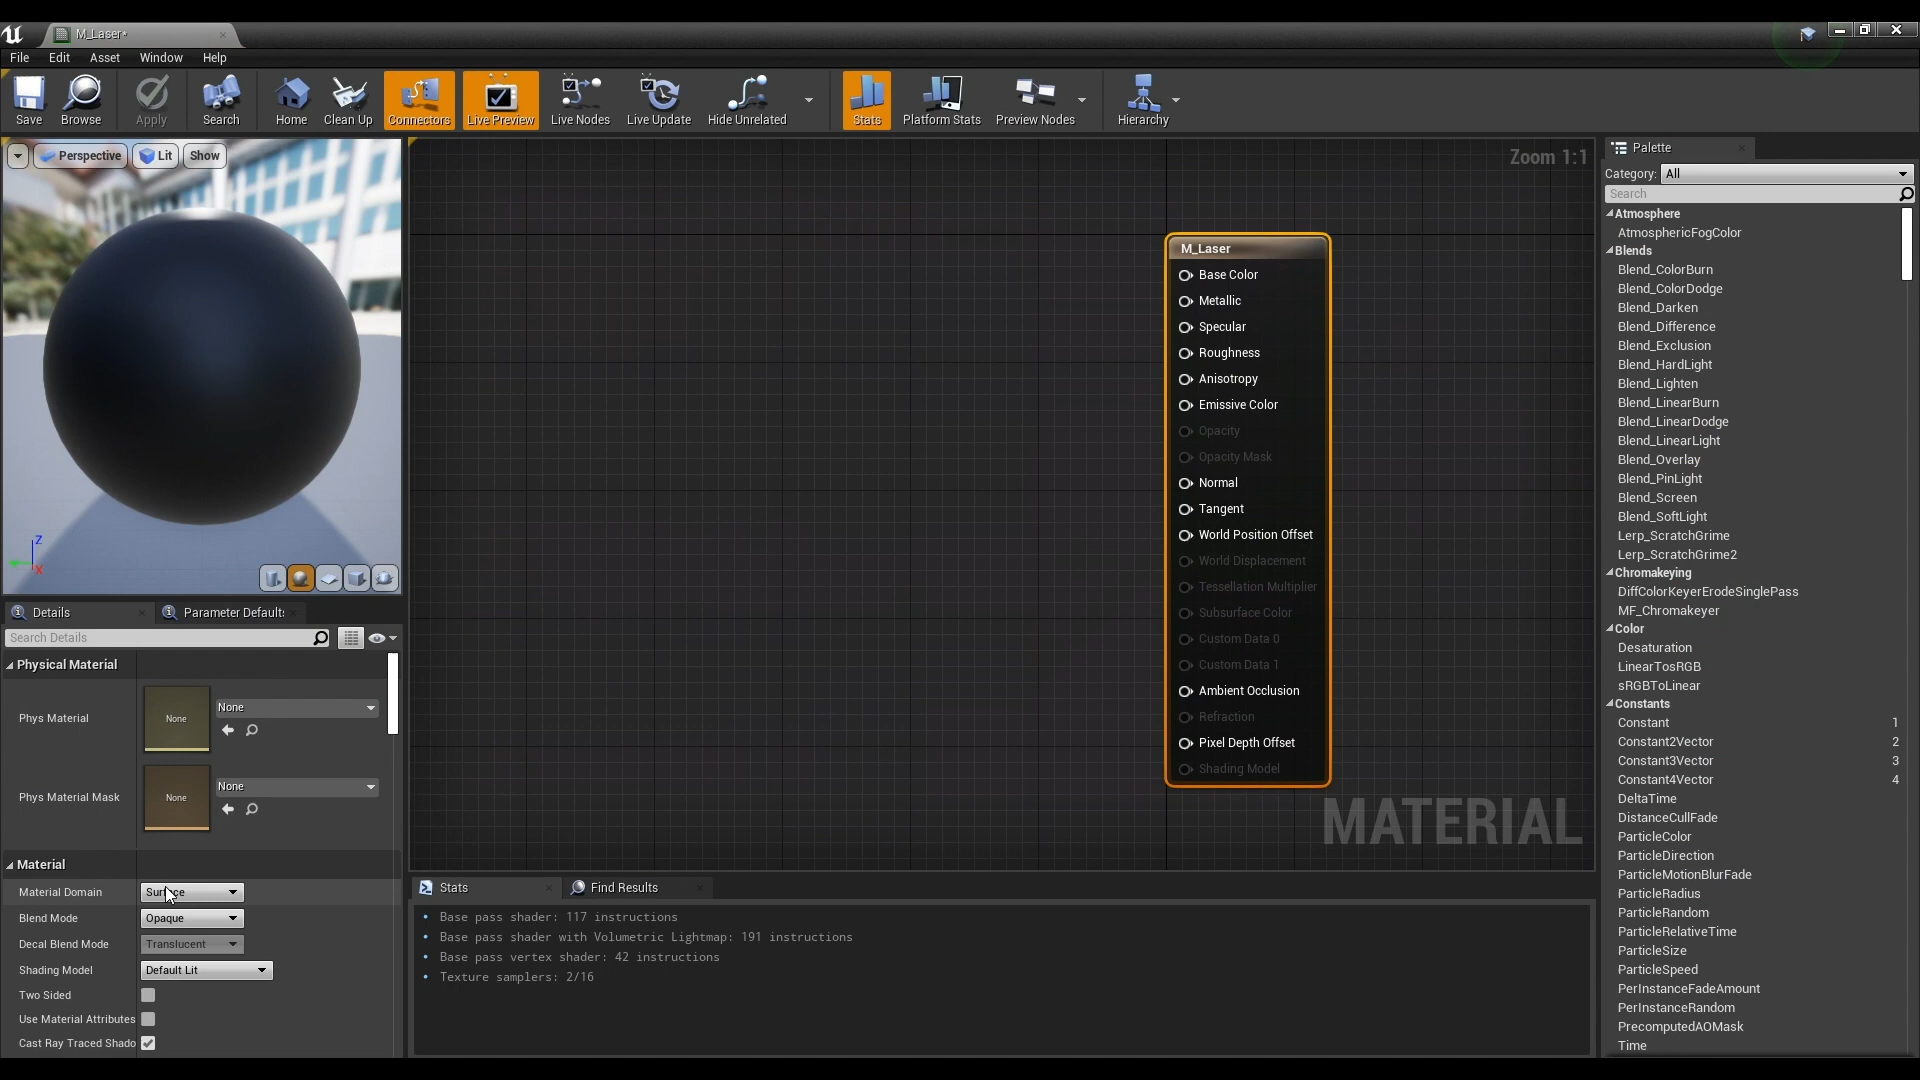 M_Laser*
File Edit Asset Window Help
Save Browse Apply Search Home Clean Up Connectors Live Preview Live Nodes Live Update Hide Unrelated Stats Platform Stats Preview Nodes Hierarchy
Perspective Lit Show
Z
X
Zoom 1:1
M_Laser
Base Color
Metallic
Specular
Roughness
Anisotropy
Emissive Color
Opacity
Opacity Mask
Normal
Tangent
World Position Offset
World Displacement
Tessellation Multiplier
Subsurface Color
Custom Data 0
Custom Data 1
Ambient Occlusion
Refraction
Pixel Depth Offset
Shading Model
MATERIAL
Details Parameter Defaults
Search Details
Physical Material
Phys Material None None
Phys Material Mask None None
Material
Material Domain Surface
Blend Mode Opaque
Decal Blend Mode Translucent
Shading Model Default Lit
Two Sided
Use Material Attributes
Cast Ray Traced Shado
Stats Find Results
Base pass shader: 117 instructions
Base pass shader with Volumetric Lightmap: 191 instructions
Base pass vertex shader: 42 instructions
Texture samplers: 2/16
Palette
Category: All
Search
Atmosphere
AtmosphericFogColor
Blends
Blend_ColorBurn
Blend_ColorDodge
Blend_Darken
Blend_Difference
Blend_Exclusion
Blend_HardLight
Blend_Lighten
Blend_LinearBurn
Blend_LinearDodge
Blend_LinearLight
Blend_Overlay
Blend_PinLight
Blend_Screen
Blend_SoftLight
Lerp_ScratchGrime
Lerp_ScratchGrime2
Chromakeying
DiffColorKeyerErodeSinglePass
MF_Chromakeyer
Color
Desaturation
LinearTosRGB
sRGBToLinear
Constants
Constant 1
Constant2Vector 2
Constant3Vector 3
Constant4Vector 4
DeltaTime
DistanceCullFade
ParticleColor
ParticleDirection
ParticleMotionBlurFade
ParticleRadius
ParticleRandom
ParticleRelativeTime
ParticleSize
ParticleSpeed
PerInstanceFadeAmount
PerInstanceRandom
PrecomputedAOMask
Time